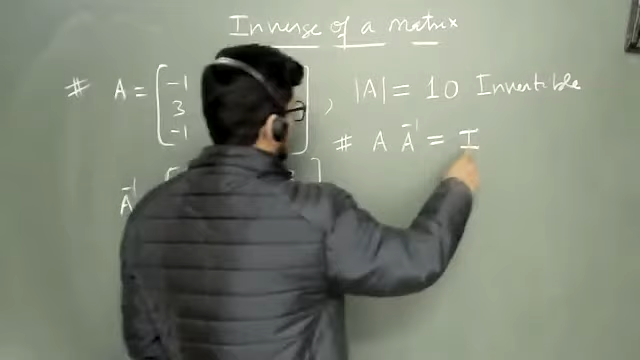 Inverse of a matrix
# A = [ -1 , |A| = 10 Invertible
3
-1
# A A⁻¹ = I
A⁻¹ [ ]